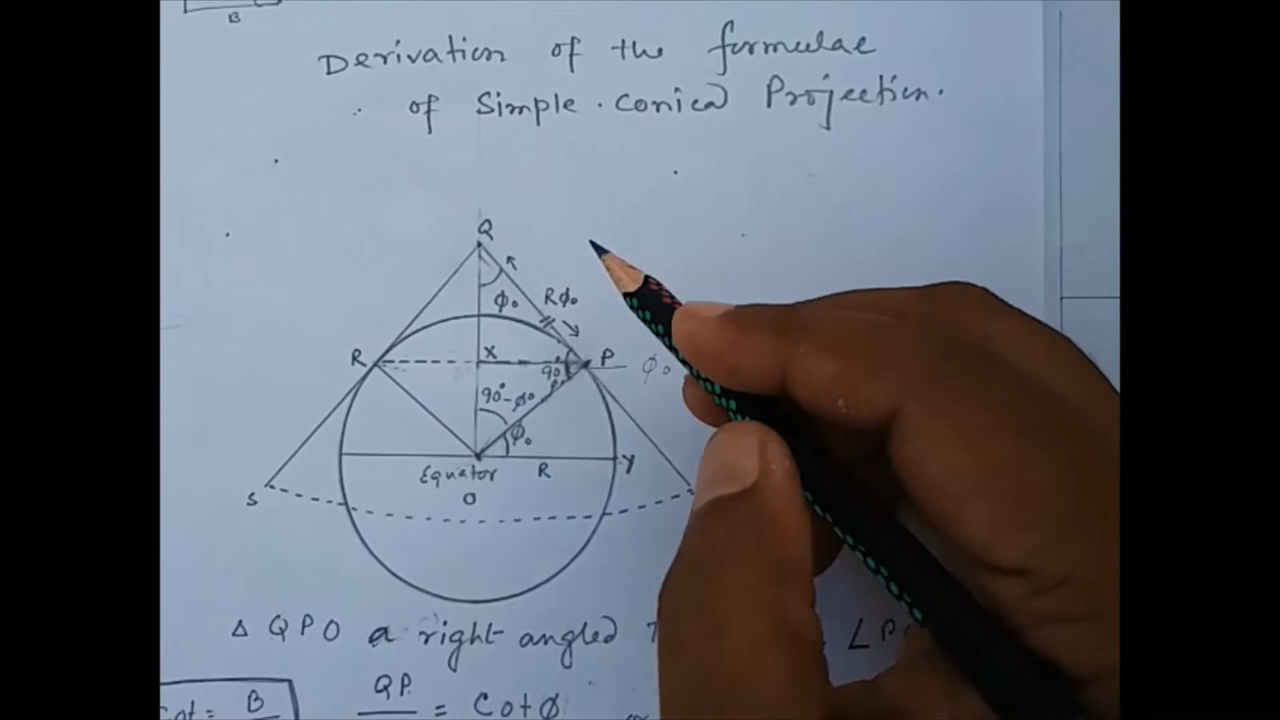 B
Derivation of the formulae
of Simple Conical Projection.
Q
φ₀
Rφ₀
R
X
P
φ₀
90°
90°-φ₀
φ₀
Equator
R
Y
O
S
Δ QPO a right angled
Cot = B
QP = Cot φ